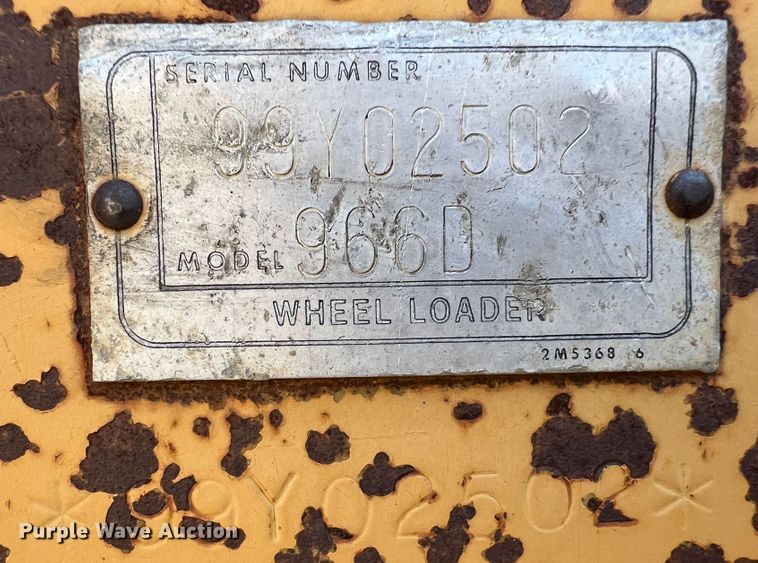 SERIAL NUMBER
99Y02502
MODEL 966D
WHEEL LOADER
2M5368 6
*99Y02502*
Purple Wave Auction